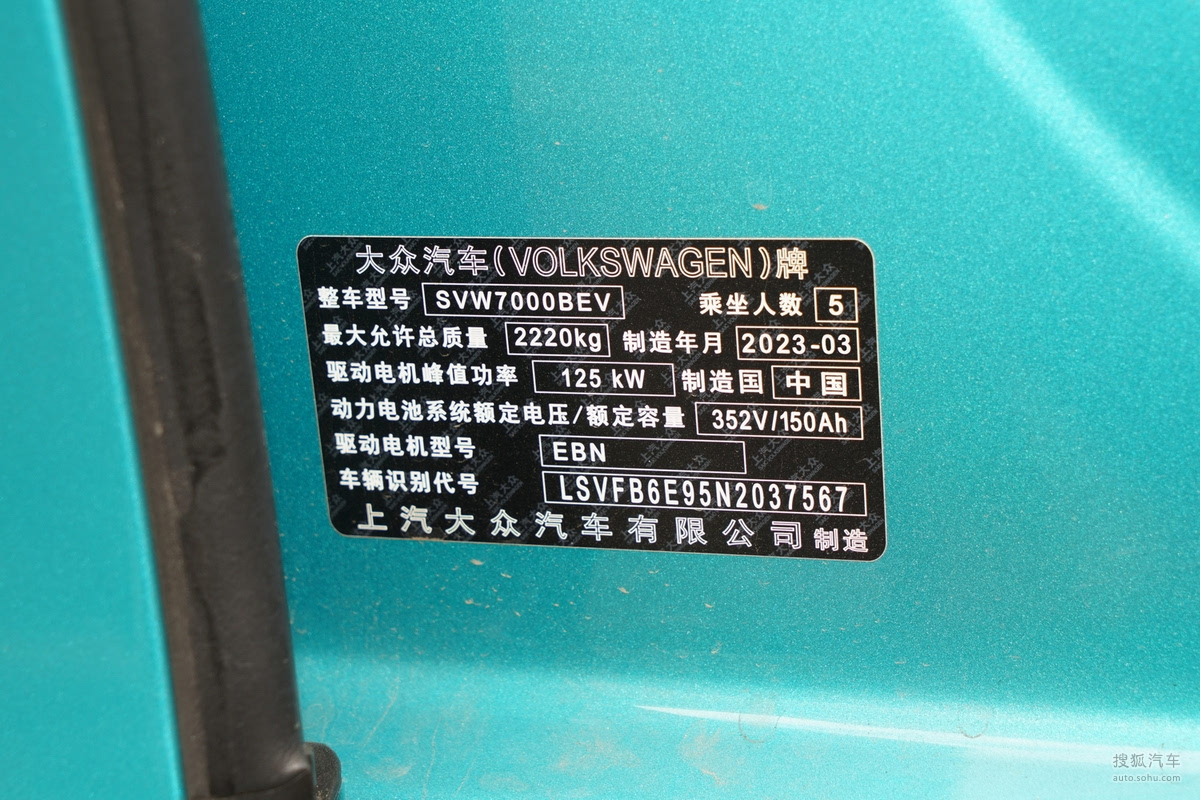 大众汽车(VOLKSWAGEN)牌
整车型号 SVW7000BEV 乘坐人数 5
最大允许总质量 2220kg 制造年月 2023-03
驱动电机峰值功率 125 kW 制造国 中国
动力电池系统额定电压/额定容量 352V/150Ah
驱动电机型号 EBN
车辆识别代号 LSVFB6E95N2037567
上汽大众汽车有限公司 制造
搜狐汽车
auto.sohu.com